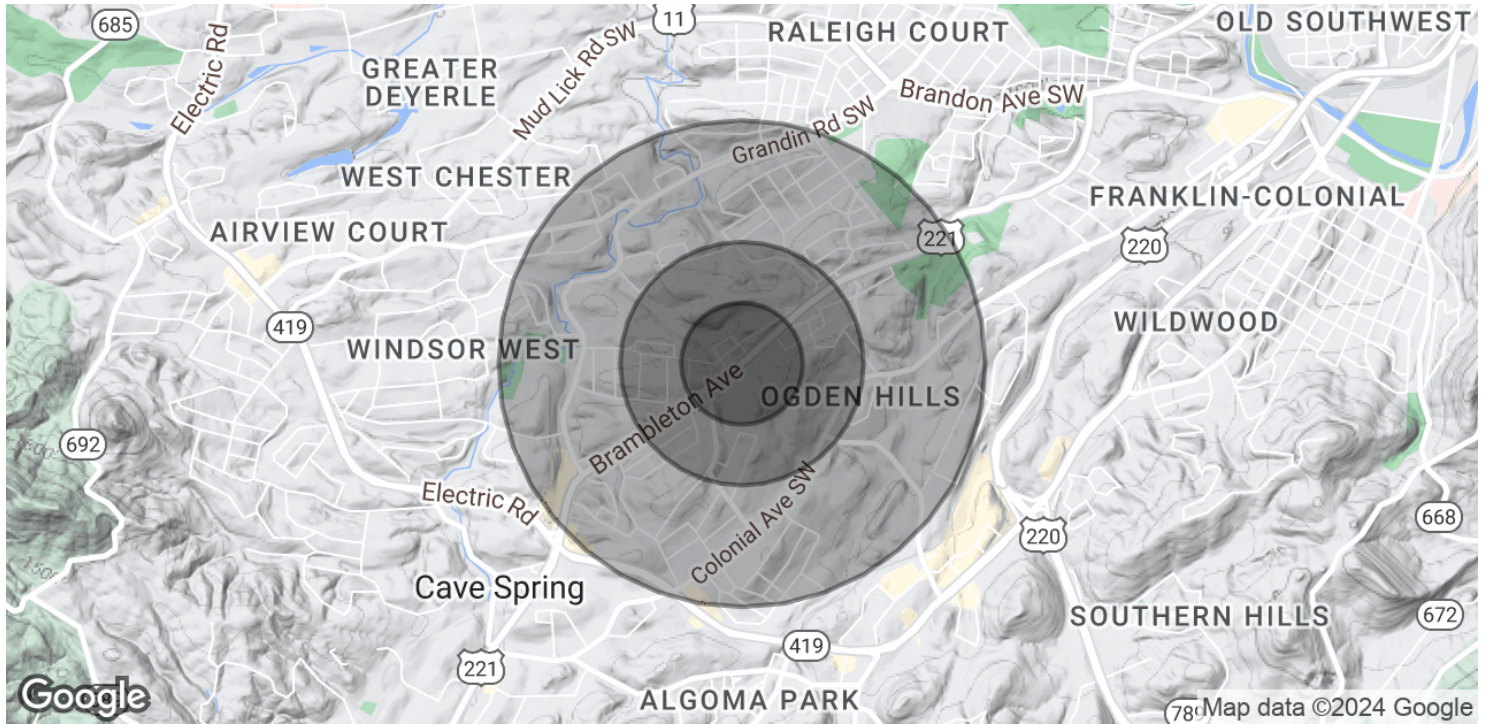 685
Electric Rd
GREATER
DEYERLE
Mud Lick Rd SW
11
RALEIGH COURT
OLD SOUTHWEST
Brandon Ave SW
Grandin Rd SW
WEST CHESTER
FRANKLIN-COLONIAL
AIRVIEW COURT
221
220
419
WINDSOR WEST
WILDWOOD
Brambleton Ave
OGDEN HILLS
692
Electric Rd
Colonial Ave SW
220
668
Cave Spring
SOUTHERN HILLS
672
419
221
ALGOMA PARK
Google
789
Map data ©2024 Google